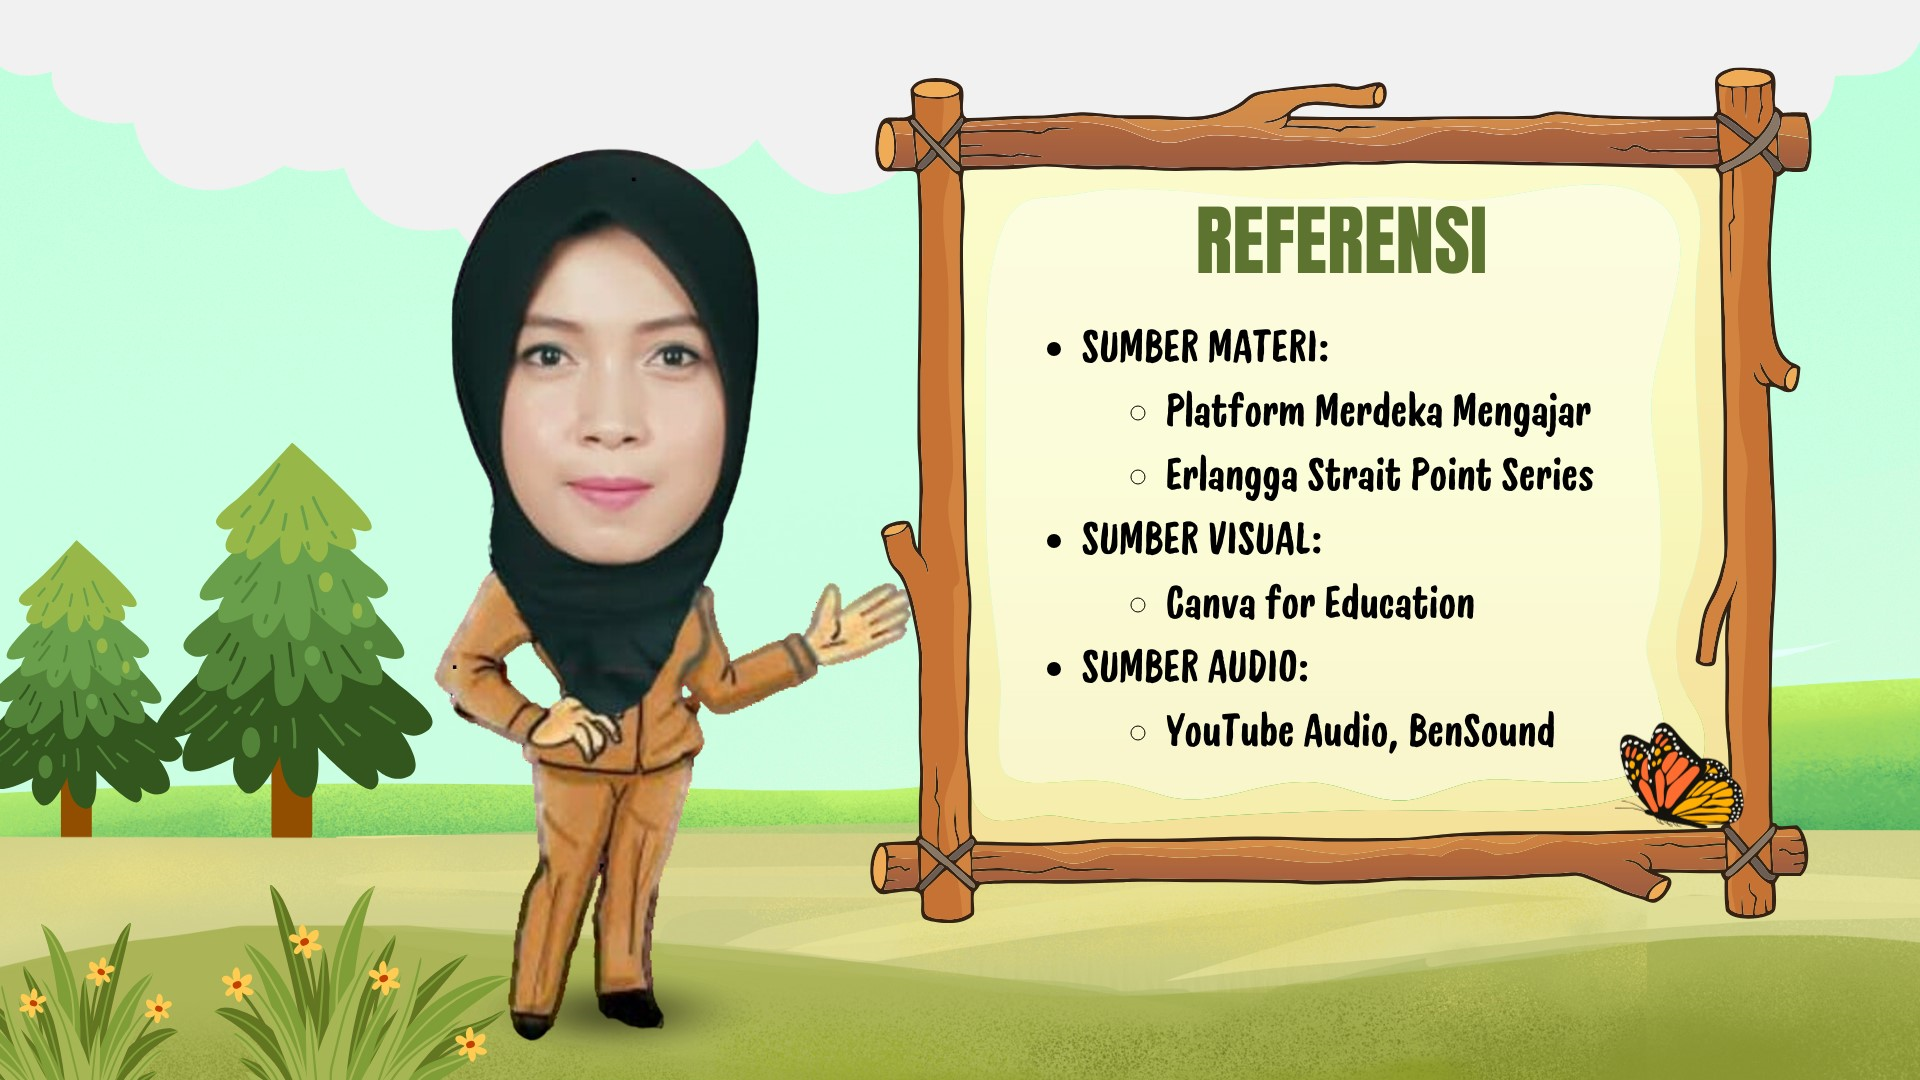 REFERENSI
• SUMBER MATERI:
○ Platform Merdeka Mengajar
○ Erlangga Strait Point Series
• SUMBER VISUAL:
○ Canva for Education
• SUMBER AUDIO:
○ YouTube Audio, BenSound